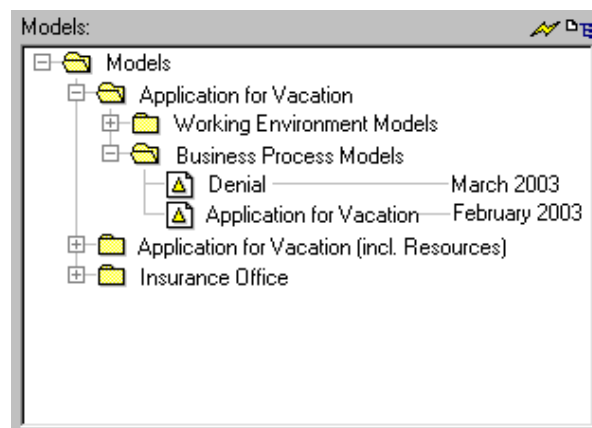 Models:
Models
Application for Vacation
Working Environment Models
Business Process Models
Denial March 2003
Application for Vacation February 2003
Application for Vacation (incl. Resources)
Insurance Office